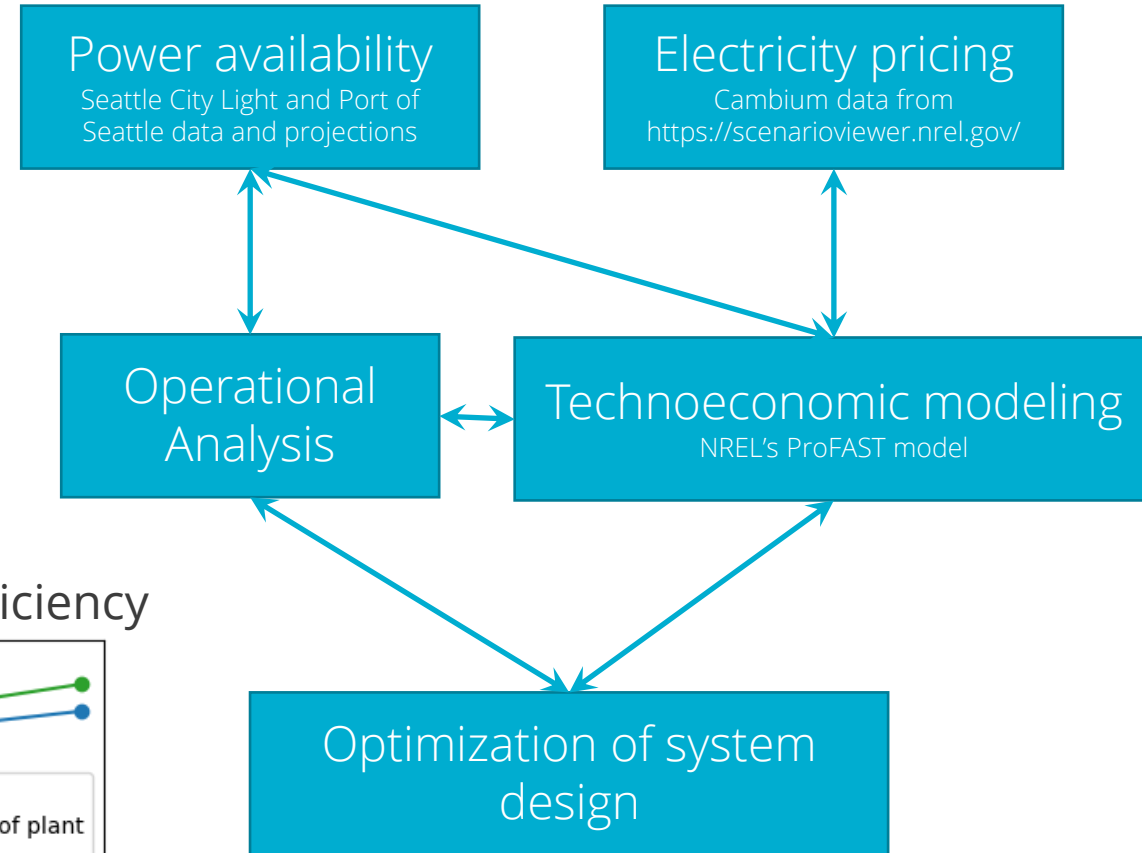 Power availability
Seattle City Light and Port of
Seattle data and projections
Electricity pricing
Cambium data from
https://scenarioviewer.nrel.gov/
Operational
Analysis
Technoeconomic modeling
NREL's ProFAST model
iciency
of plant
Optimization of system
design